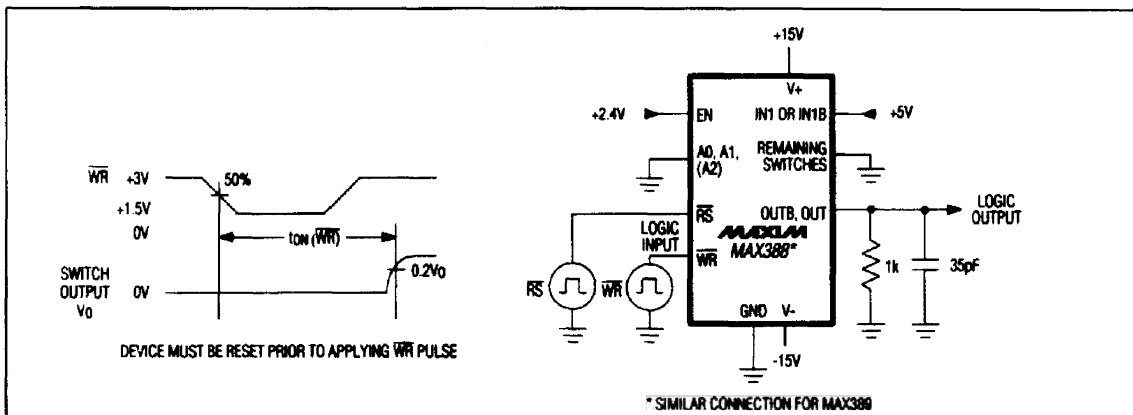 WR +3V
50%
+1.5V
0V
tON (WR)
SWITCH
OUTPUT
VO
0V
0.2VO
DEVICE MUST BE RESET PRIOR TO APPLYING WR PULSE
+15V
V+
+2.4V
EN
IN1 OR IN1B
+5V
A0, A1,
(A2)
REMAINING
SWITCHES
RS
OUTB, OUT
LOGIC
OUTPUT
LOGIC
INPUT
MAXIM
MAX388*
WR
1k
35pF
RS
WR
GND
V-
-15V
* SIMILAR CONNECTION FOR MAX389